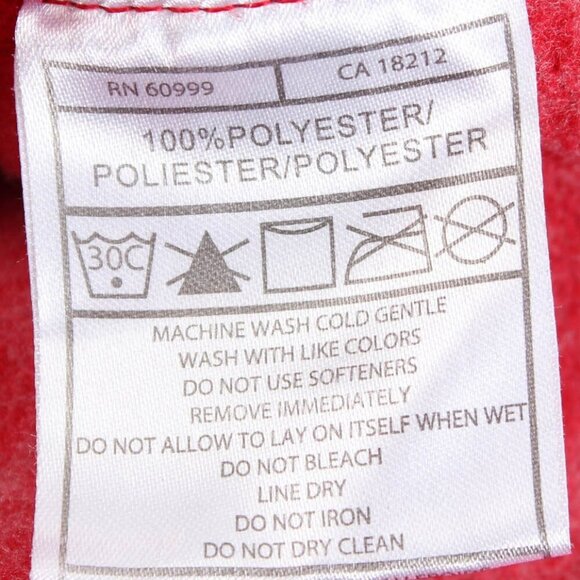 RN 60999
CA 18212
100%POLYESTER/
POLIESTER/POLYESTER
30C
MACHINE WASH COLD GENTLE
WASH WITH LIKE COLORS
DO NOT USE SOFTENERS
REMOVE IMMEDIATELY
DO NOT ALLOW TO LAY ON ITSELF WHEN WET
DO NOT BLEACH
LINE DRY
DO NOT IRON
DO NOT DRY CLEAN